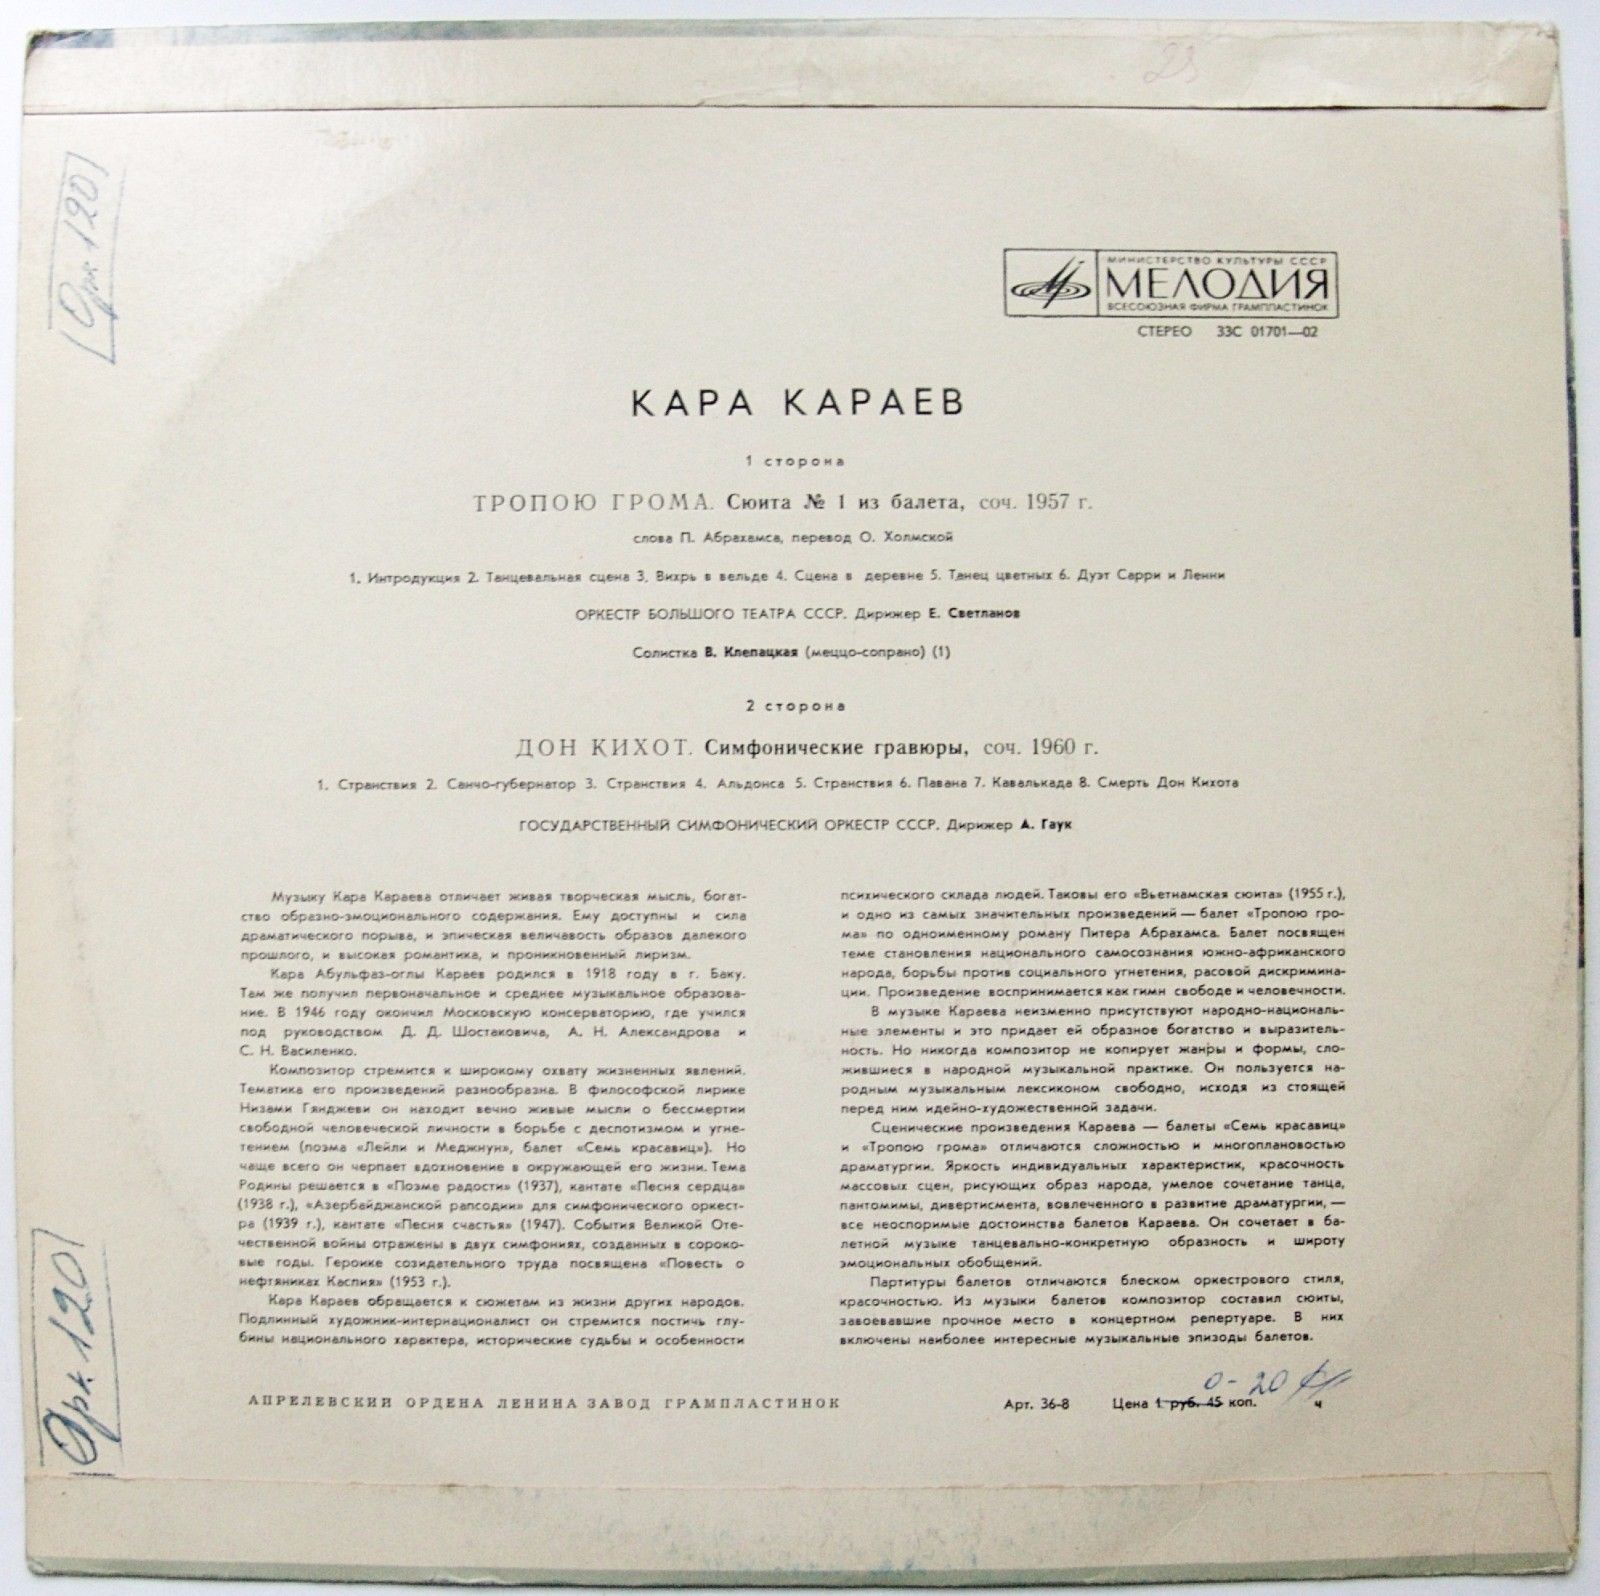 23
Орк 120
МИНИСТЕРСТВО КУЛЬТУРЫ СССР
МЕЛОДИЯ
ВСЕСОЮЗНАЯ ФИРМА ГРАМПЛАСТИНОК
СТЕРЕО 33С 01701—02
КАРА КАРАЕВ
1 сторона
ТРОПОЮ ГРОМА. Сюита № 1 из балета, соч. 1957 г.
слова П. Абрахамса, перевод О. Холмской
1. Интродукция 2. Танцевальная сцена 3. Вихрь в вельде 4. Сцена в деревне 5. Танец цветных 6. Дуэт Сарри и Ленни
ОРКЕСТР БОЛЬШОГО ТЕАТРА СССР. Дирижер Е. Светланов
Солистка В. Клепацкая (меццо-сопрано) (1)
2 сторона
ДОН КИХОТ. Симфонические гравюры, соч. 1960 г.
1. Странствия 2. Санчо-губернатор 3. Странствия 4. Альдонса 5. Странствия 6. Павана 7. Кавалькада 8. Смерть Дон Кихота
ГОСУДАРСТВЕННЫЙ СИМФОНИЧЕСКИЙ ОРКЕСТР СССР. Дирижер А. Гаук
Музыку Кара Караева отличает живая творческая мысль, богат-
ство образно-эмоционального содержания. Ему доступны и сила
драматического порыва, и эпическая величавость образов далекого
прошлого, и высокая романтика, и проникновенный лиризм.
Кара Абульфаз-оглы Караев родился в 1918 году в г. Баку.
Там же получил первоначальное и среднее музыкальное образова-
ние. В 1946 году окончил Московскую консерваторию, где учился
под руководством Д. Д. Шостаковича, А. Н. Александрова и
С. Н. Василенко.
Композитор стремится к широкому охвату жизненных явлений.
Тематика его произведений разнообразна. В философской лирике
Низами Гянджеви он находит вечно живые мысли о бессмертии
свободной человеческой личности в борьбе с деспотизмом и угне-
тением (поэма «Лейли и Меджнун», балет «Семь красавиц»). Но
чаще всего он черпает вдохновение в окружающей его жизни. Тема
Родины решается в «Поэме радости» (1937), кантате «Песня сердца»
(1938 г.), «Азербайджанской рапсодии» для симфонического оркест-
ра (1939 г.), кантате «Песня счастья» (1947). События Великой Оте-
чественной войны отражены в двух симфониях, созданных в сороко-
вые годы. Героике созидательного труда посвящена «Повесть о
нефтяниках Каспия» (1953 г.).
Кара Караев обращается к сюжетам из жизни других народов.
Подлинный художник-интернационалист он стремится постичь глу-
бины национального характера, исторические судьбы и особенности
психического склада людей. Таковы его «Вьетнамская сюита» (1955 г.),
и одно из самых значительных произведений — балет «Тропою гро-
ма» по одноименному роману Питера Абрахамса. Балет посвящен
теме становления национального самосознания южно-африканского
народа, борьбы против социального угнетения, расовой дискримина-
ции. Произведение воспринимается как гимн свободе и человечности.
В музыке Караева неизменно присутствуют народно-националь-
ные элементы и это придает ей образное богатство и выразитель-
ность. Но никогда композитор не копирует жанры и формы, сло-
жившиеся в народной музыкальной практике. Он пользуется на-
родным музыкальным лексиконом свободно, исходя из стоящей
перед ним идейно-художественной задачи.
Сценические произведения Караева — балеты «Семь красавиц»
и «Тропою грома» отличаются сложностью и многоплановостью
драматургии. Яркость индивидуальных характеристик, красочность
массовых сцен, рисующих образ народа, умелое сочетание танца,
пантомимы, дивертисмента, вовлеченного в развитие драматургии, —
все неоспоримые достоинства балетов Караева. Он сочетает в ба-
летной музыке танцевально-конкретную образность и широту
эмоциональных обобщений.
Партитуры балетов отличаются блеском оркестрового стиля,
красочностью. Из музыки балетов композитор составил сюиты,
завоевавшие прочное место в концертном репертуаре. В них
включены наиболее интересные музыкальные эпизоды балетов.
Орк 120
0-20
АПРЕЛЕВСКИЙ ОРДЕНА ЛЕНИНА ЗАВОД ГРАМПЛАСТИНОК
Арт. 36-8 Цена 1 руб. 45 коп. ч